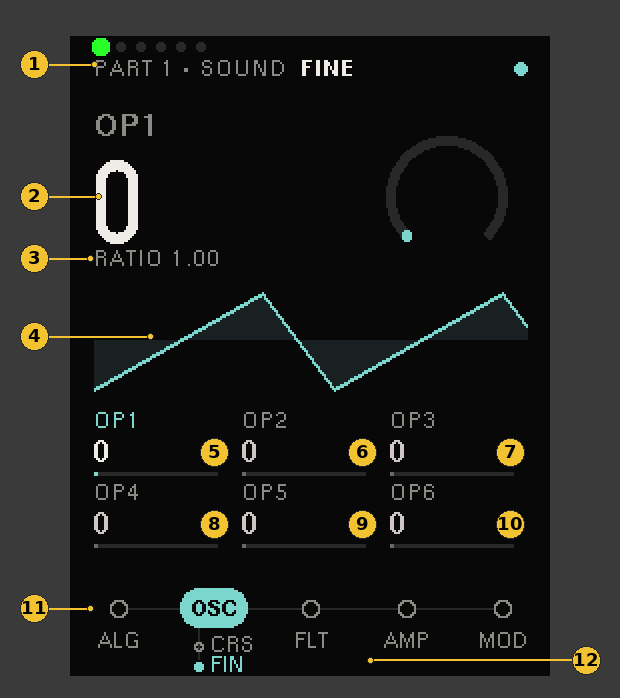 1 PART 1 · SOUND FINE
OP1
2 0
3 RATIO 1.00
4
OP1 OP2 OP3
0 5 0 6 0 7
OP4 OP5 OP6
0 8 0 9 0 10
11 OSC
ALG FLT AMP MOD
CRS
FIN 12